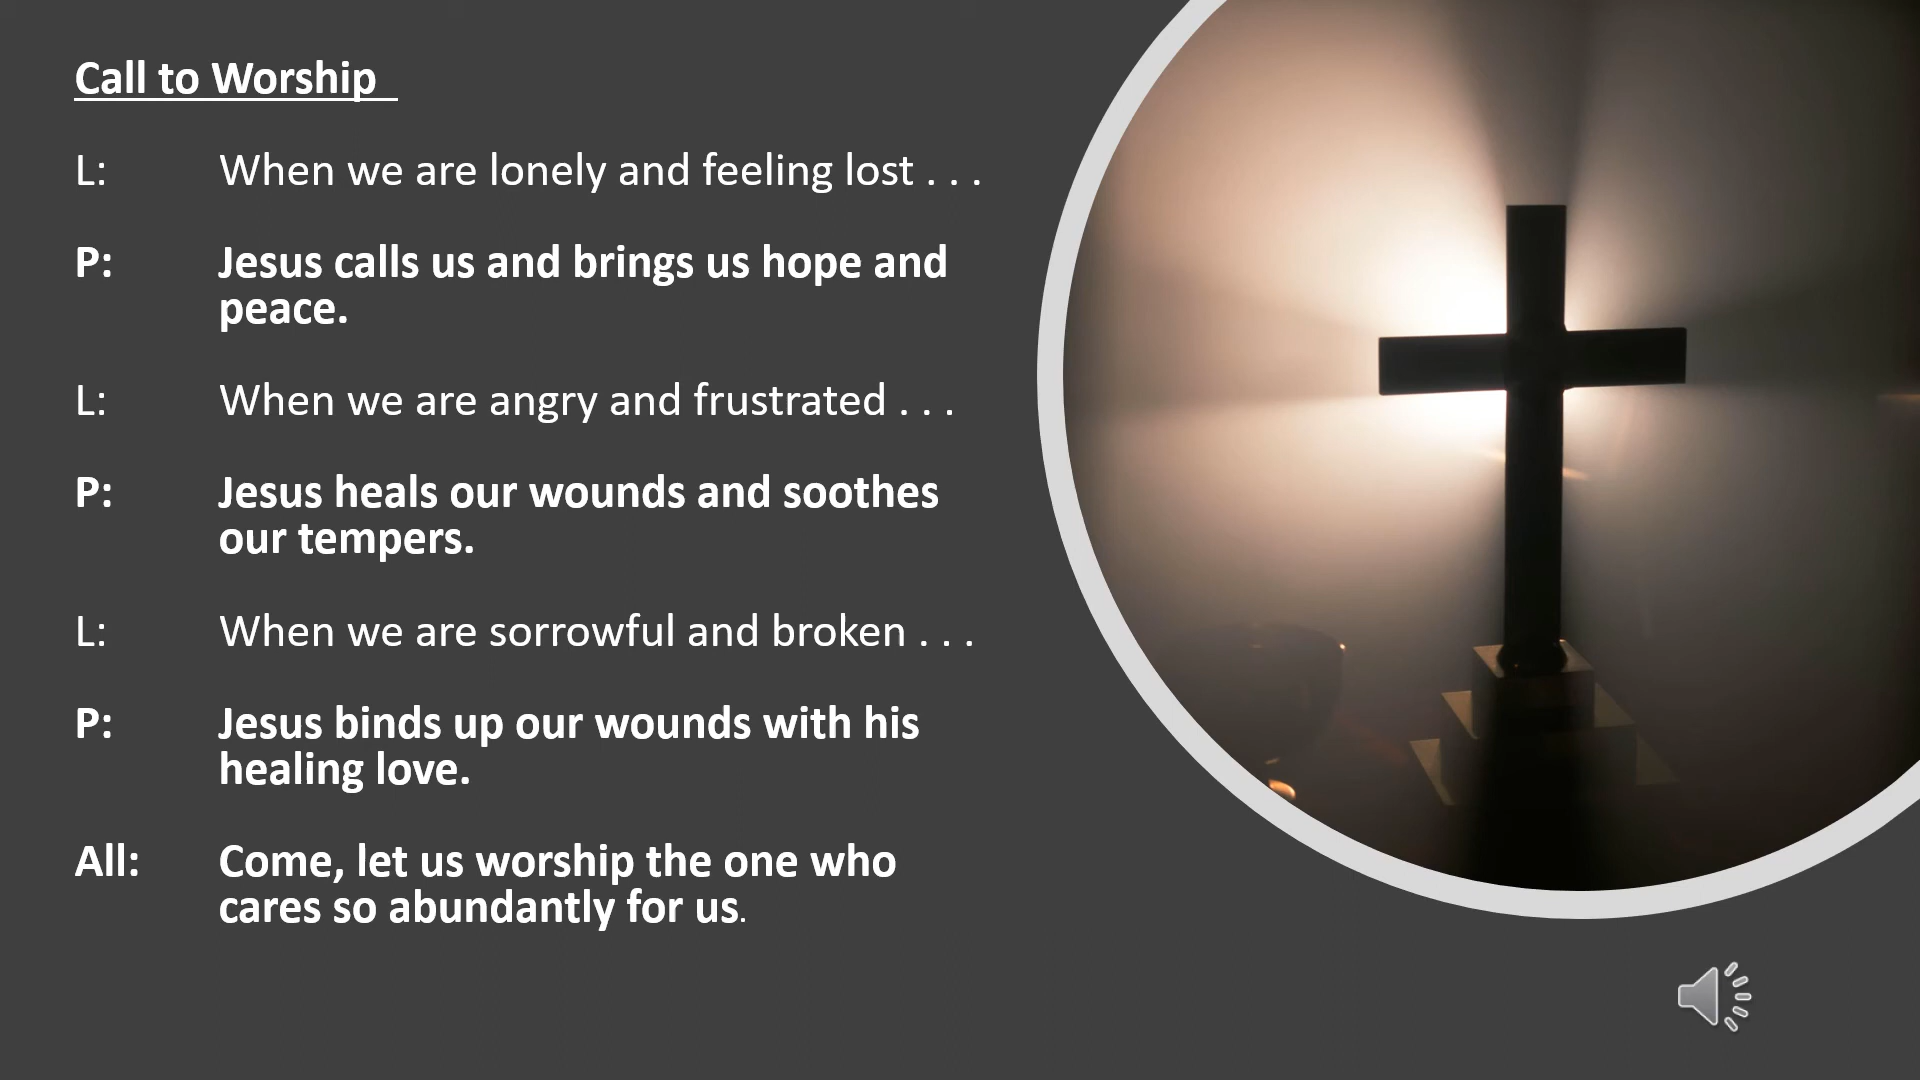 Call to Worship
L: When we are lonely and feeling lost . . .
P: Jesus calls us and brings us hope and
peace.
L: When we are angry and frustrated . . .
P: Jesus heals our wounds and soothes
our tempers.
L: When we are sorrowful and broken . . .
P: Jesus binds up our wounds with his
healing love.
All: Come, let us worship the one who
cares so abundantly for us.